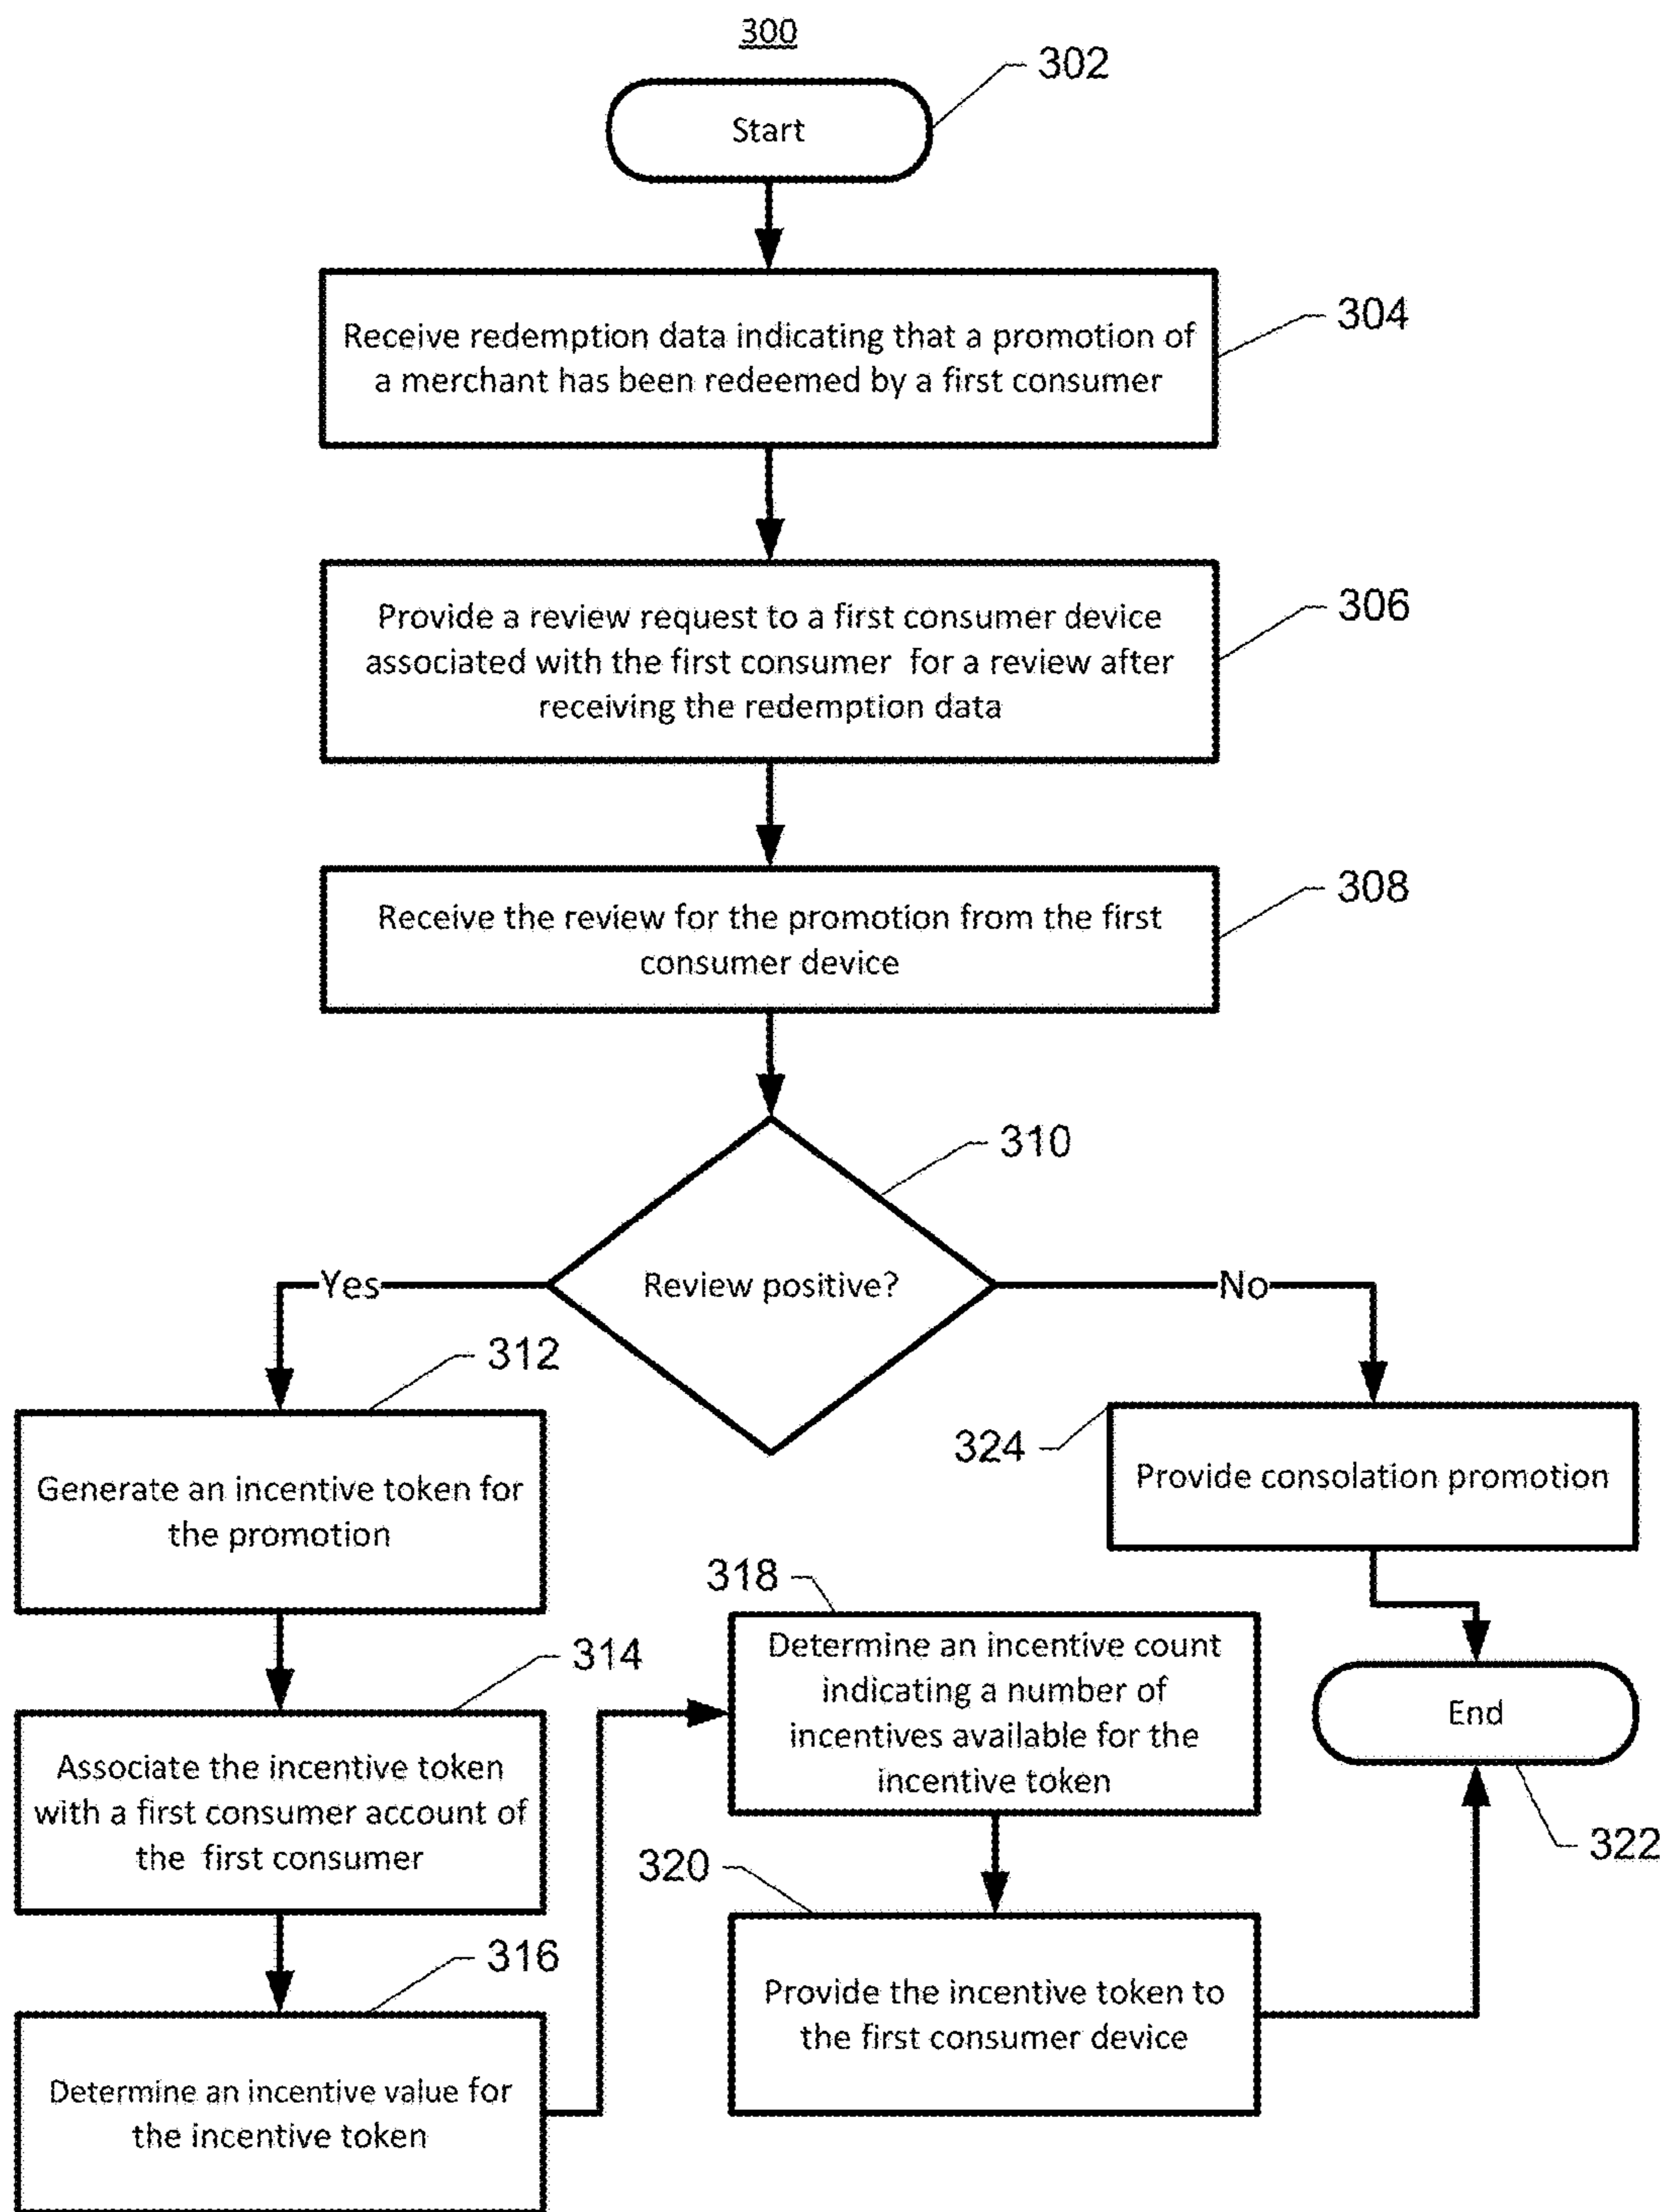 300
302
Start
304
Receive redemption data indicating that a promotion of
a merchant has been redeemed by a first consumer
306
Provide a review request to a first consumer device
associated with the first consumer for a review after
receiving the redemption data
308
Receive the review for the promotion from the first
consumer device
310
Review positive?
Yes
No
312
Generate an incentive token for
the promotion
324
Provide consolation promotion
314
Associate the incentive token
with a first consumer account of
the first consumer
316
Determine an incentive value for
the incentive token
318
Determine an incentive count
indicating a number of
incentives available for the
incentive token
320
Provide the incentive token to
the first consumer device
End
322